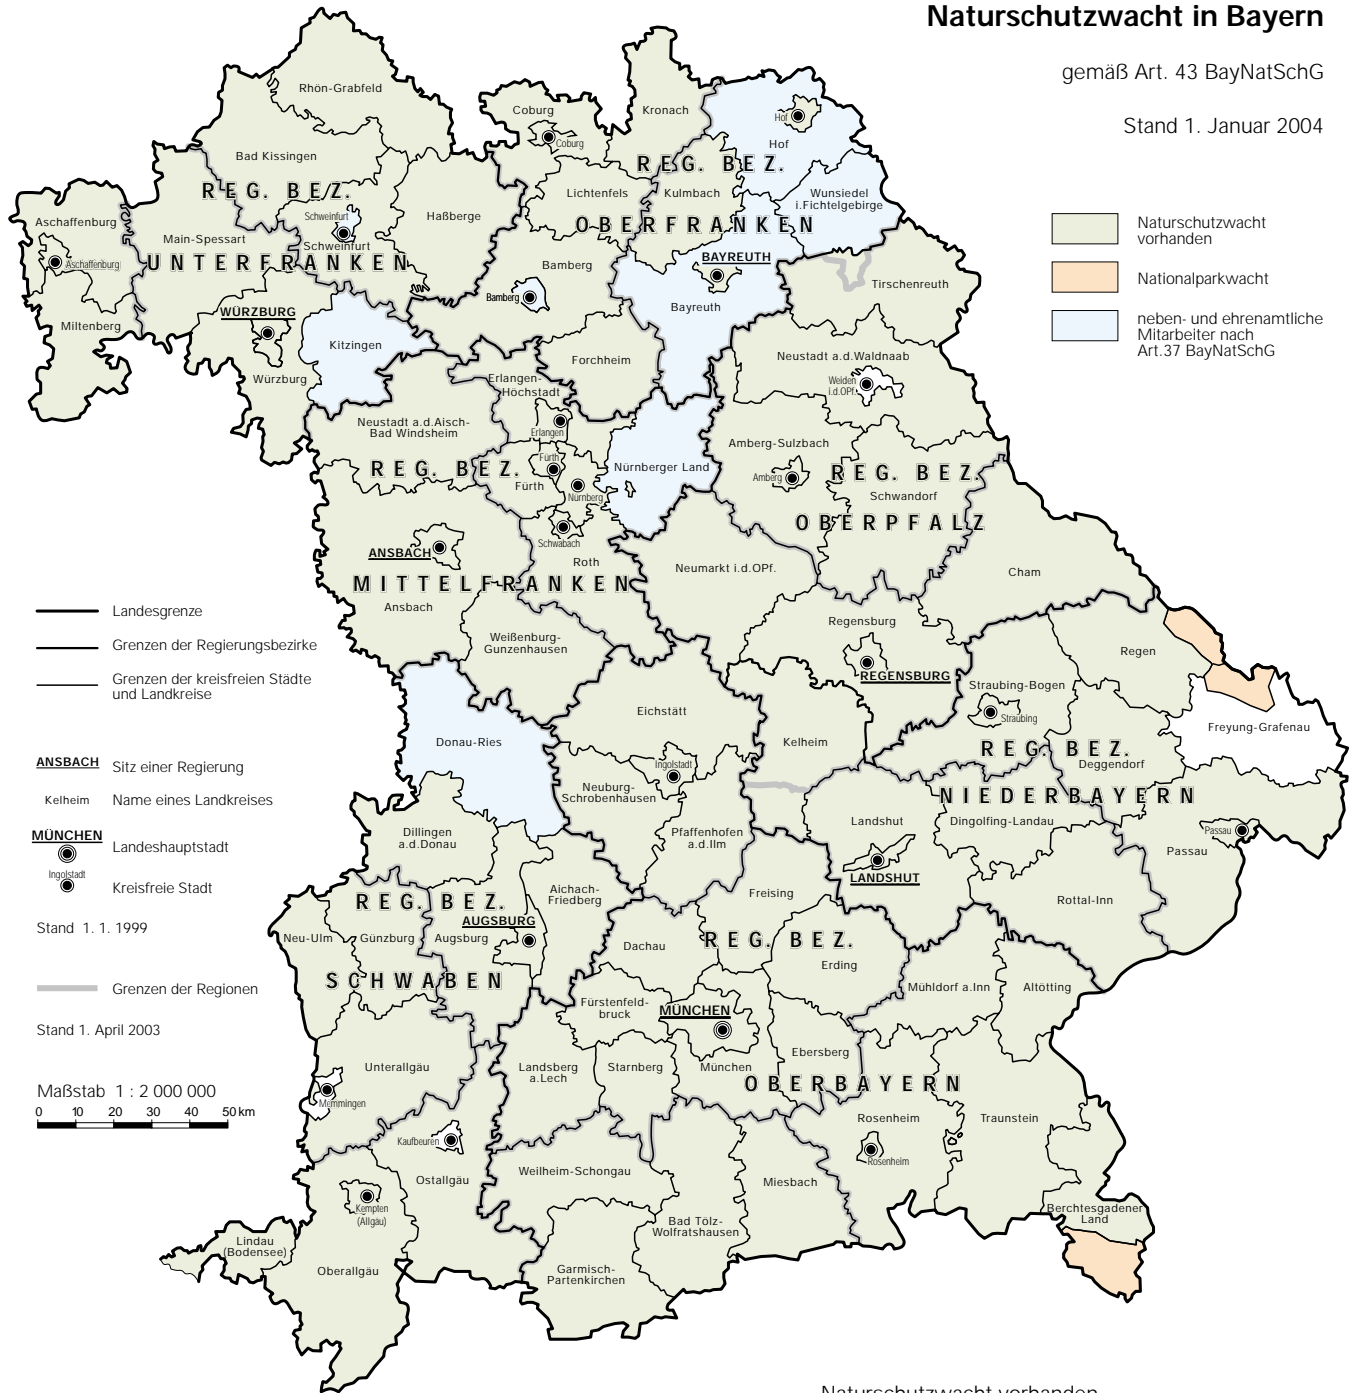 Naturschutzwacht in Bayern
gemäß Art. 43 BayNatSchG
Stand 1. Januar 2004
Naturschutzwacht
vorhanden
Nationalparkwacht
neben- und ehrenamtliche
Mitarbeiter nach
Art.37 BayNatSchG
Rhön-Grabfeld
Bad Kissingen
REG. BEZ.
UNTERFRANKEN
Aschaffenburg
Aschaffenburg
Main-Spessart
Miltenberg
Schweinfurt
Schweinfurt
Haßberge
WÜRZBURG
Würzburg
Kitzingen
Coburg
Coburg
Kronach
Hof
Hof
REG. BEZ.
OBERFRANKEN
Lichtenfels
Kulmbach
Wunsiedel
i.Fichtelgebirge
Bamberg
Bamberg
BAYREUTH
Bayreuth
Forchheim
Tirschenreuth
Neustadt a.d.Waldnaab
Weiden
i.d.OPf.
Erlangen-
Höchstadt
Erlangen
Neustadt a.d.Aisch-
Bad Windsheim
REG. BEZ.
MITTELFRANKEN
Fürth
Fürth
Nürnberg
Nürnberger Land
Schwabach
Roth
ANSBACH
Ansbach
Weißenburg-
Gunzenhausen
Amberg-Sulzbach
Amberg
REG. BEZ.
OBERPFALZ
Schwandorf
Neumarkt i.d.OPf.
Cham
Regensburg
REGENSBURG
Regen
Straubing-Bogen
Straubing
Freyung-Grafenau
REG. BEZ.
NIEDERBAYERN
Deggendorf
Kelheim
Landshut
LANDSHUT
Dingolfing-Landau
Passau
Passau
Rottal-Inn
Eichstätt
Ingolstadt
Neuburg-
Schrobenhausen
Pfaffenhofen
a.d.Ilm
Donau-Ries
Dillingen
a.d.Donau
Aichach-
Friedberg
REG. BEZ.
SCHWABEN
AUGSBURG
Augsburg
Neu-Ulm
Günzburg
Unterallgäu
Memmingen
Kaufbeuren
Ostallgäu
Kempten
(Allgäu)
Lindau
(Bodensee)
Oberallgäu
Freising
Dachau
REG. BEZ.
OBERBAYERN
Erding
Mühldorf a.Inn
Altötting
Fürstenfeld-
bruck
MÜNCHEN
München
Ebersberg
Landsberg
a.Lech
Starnberg
Rosenheim
Rosenheim
Traunstein
Weilheim-Schongau
Miesbach
Bad Tölz-
Wolfratshausen
Garmisch-
Partenkirchen
Berchtesgadener
Land
Landesgrenze
Grenzen der Regierungsbezirke
Grenzen der kreisfreien Städte
und Landkreise
ANSBACH Sitz einer Regierung
Kelheim Name eines Landkreises
MÜNCHEN
Landeshauptstadt
Ingolstadt
Kreisfreie Stadt
Stand 1. 1. 1999
Grenzen der Regionen
Stand 1. April 2003
Maßstab 1 : 2 000 000
0 10 20 30 40 50 km
Naturschutzwacht vorhanden